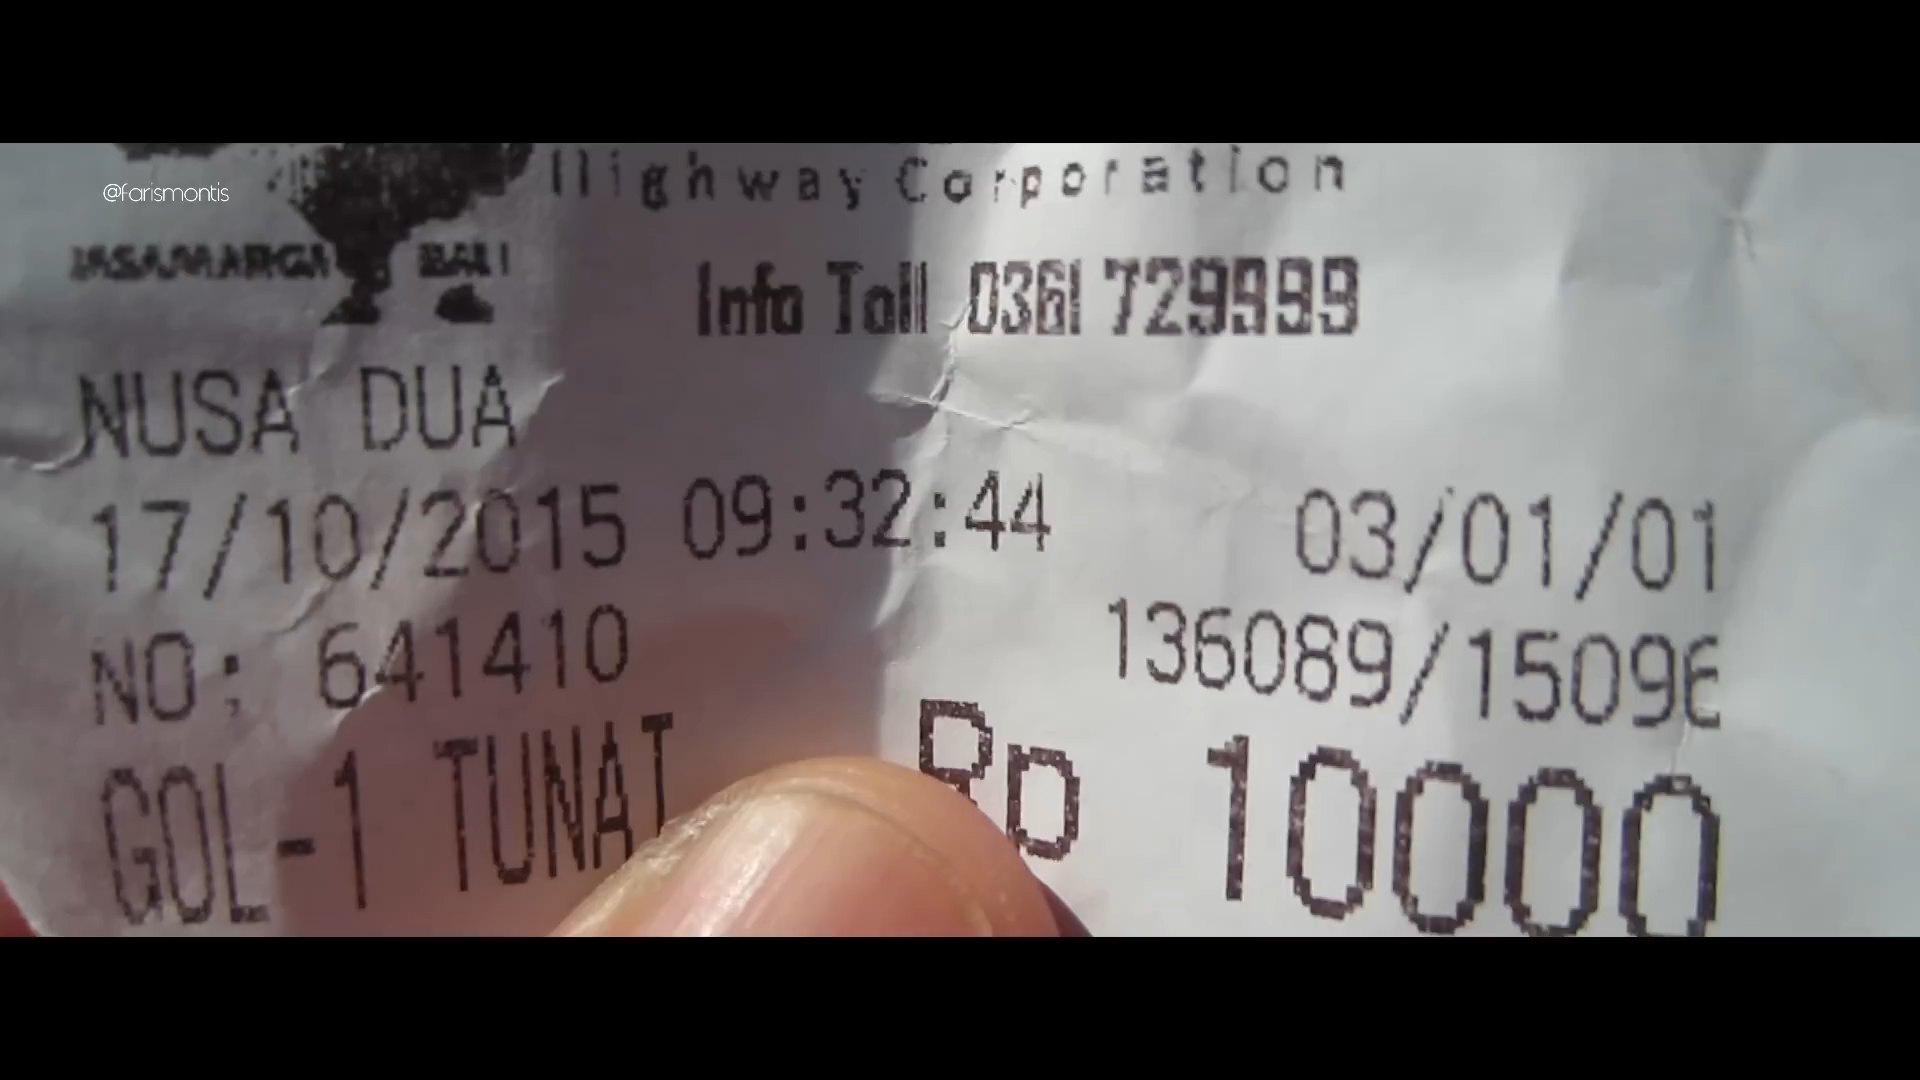 @farismontis
Highway Corporation
JASAMARGA BALI
Info Toll 0361 729999
NUSA DUA
17/10/2015 09:32:44 03/01/01
NO: 641410 136089/15096
GOL-1 TUNAI Rp 10000